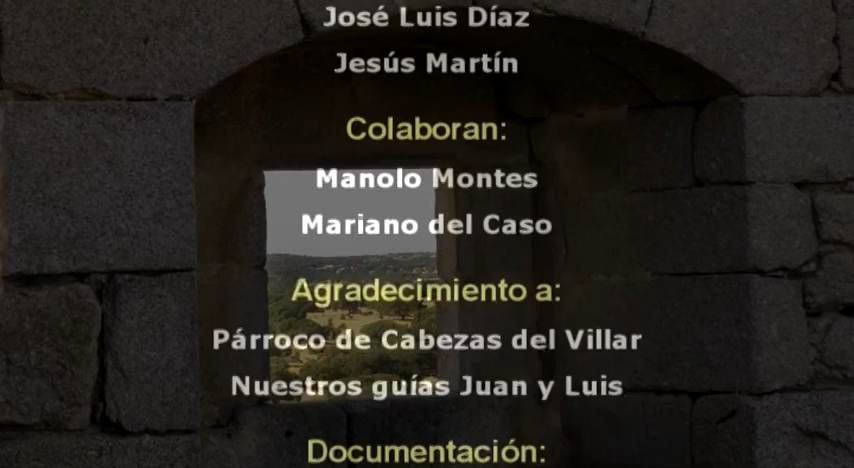 José Luis Díaz
Jesús Martín
Colaboran:
Manolo Montes
Mariano del Caso
Agradecimiento a:
Párroco de Cabezas del Villar
Nuestros guías Juan y Luis
Documentación: